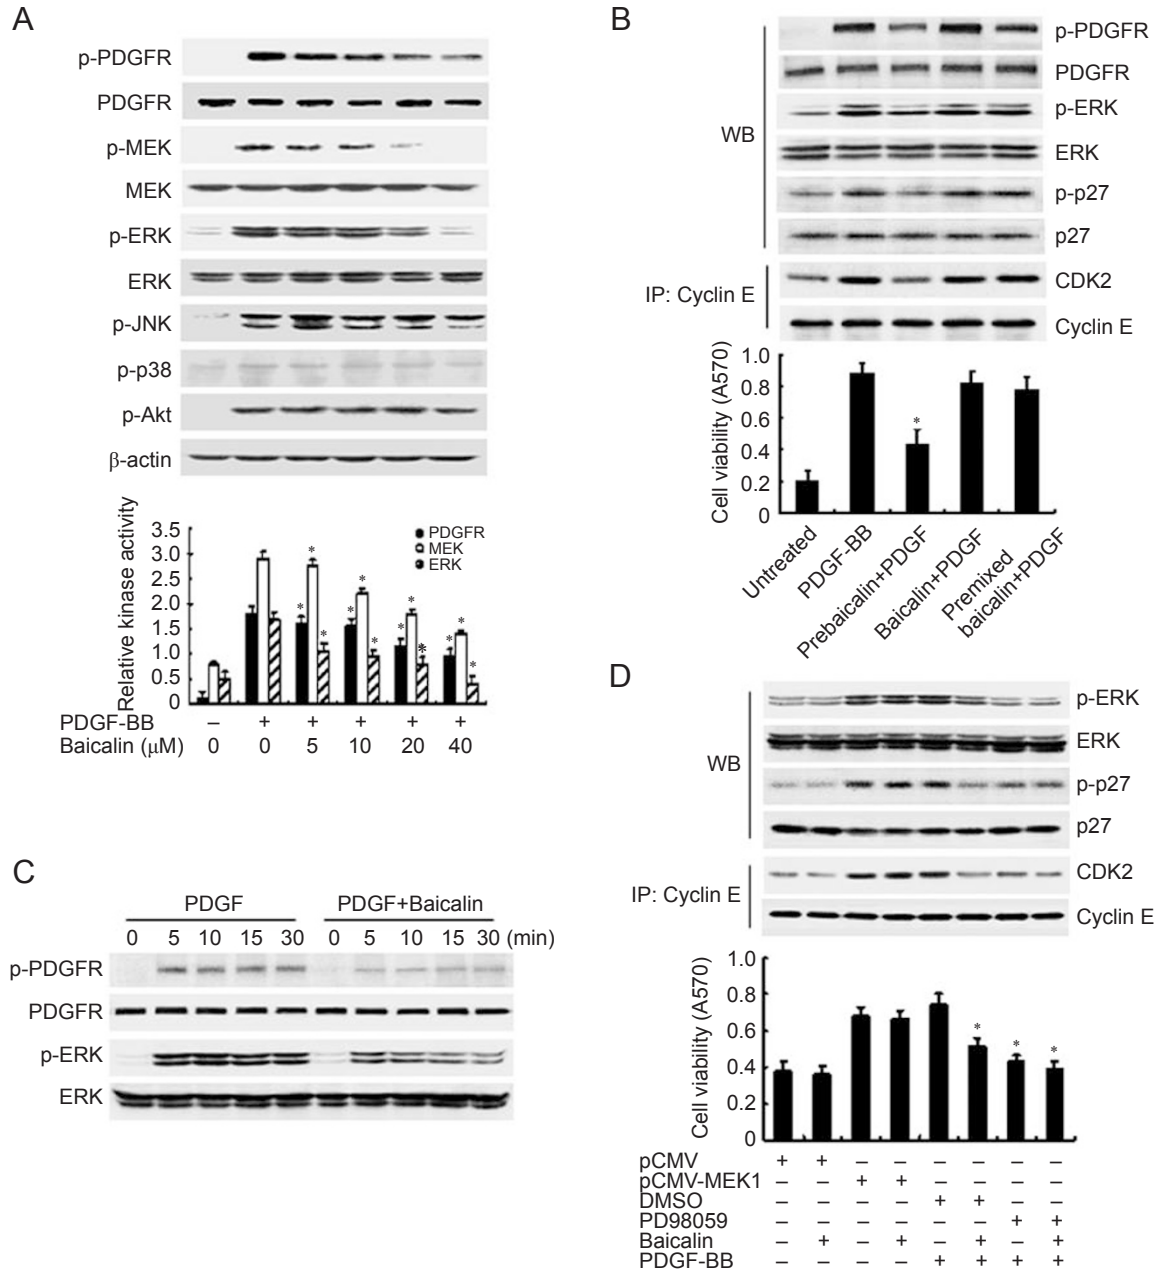 A
p-PDGFR
PDGFR
p-MEK
MEK
p-ERK
ERK
p-JNK
p-p38
p-Akt
β-actin
Relative kinase activity
3.5
3.0
2.5
2.0
1.5
1.0
0.5
0
PDGFR
MEK
ERK
* * * * * * * * * * * *
PDGF-BB – + + + + +
Baicalin (μM) 0 0 5 10 20 40
B
WB
p-PDGFR
PDGFR
p-ERK
ERK
p-p27
p27
IP: Cyclin E
CDK2
Cyclin E
Cell viability (A570)
1.0
0.8
0.6
0.4
0.2
0
*
Untreated
PDGF-BB
Prebaicalin+PDGF
Baicalin+PDGF
Premixed
baicalin+PDGF
C
PDGF PDGF+Baicalin
0 5 10 15 30 0 5 10 15 30 (min)
p-PDGFR
PDGFR
p-ERK
ERK
D
WB
p-ERK
ERK
p-p27
p27
IP: Cyclin E
CDK2
Cyclin E
Cell viability (A570)
1.0
0.8
0.6
0.4
0.2
0
* * *
pCMV + + – – – – – –
pCMV-MEK1 – – + + – – – –
DMSO – – – – + + – –
PD98059 – – – – – – + +
Baicalin – + – + – + – +
PDGF-BB – – – – + + + +